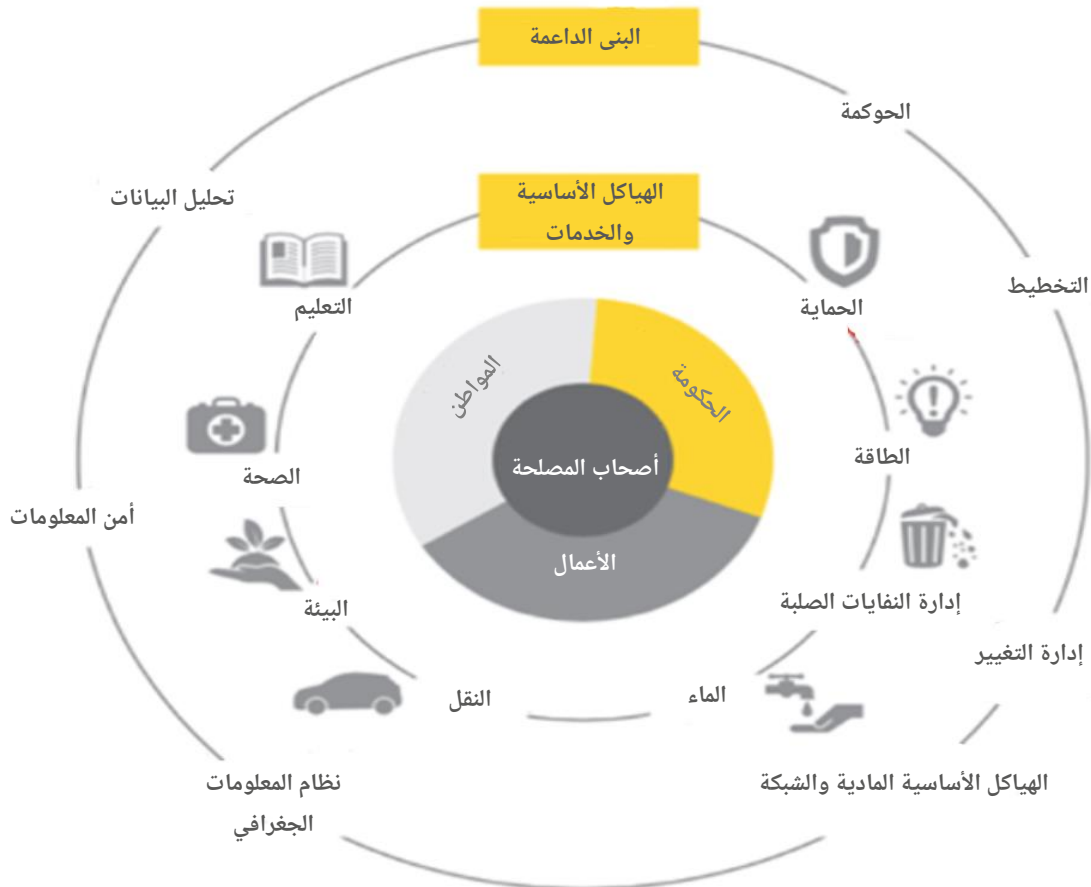 البنى الداعمة
الحوكمة
التخطيط
إدارة التغيير
الهياكل الأساسية المادية والشبكة
نظام المعلومات
الجغرافي
أمن المعلومات
تحليل البيانات
الهياكل الأساسية
والخدمات
الحماية
الطاقة
إدارة النفايات الصلبة
الماء
النقل
البيئة
الصحة
التعليم
الحكومة
الأعمال
المواطن
أصحاب المصلحة